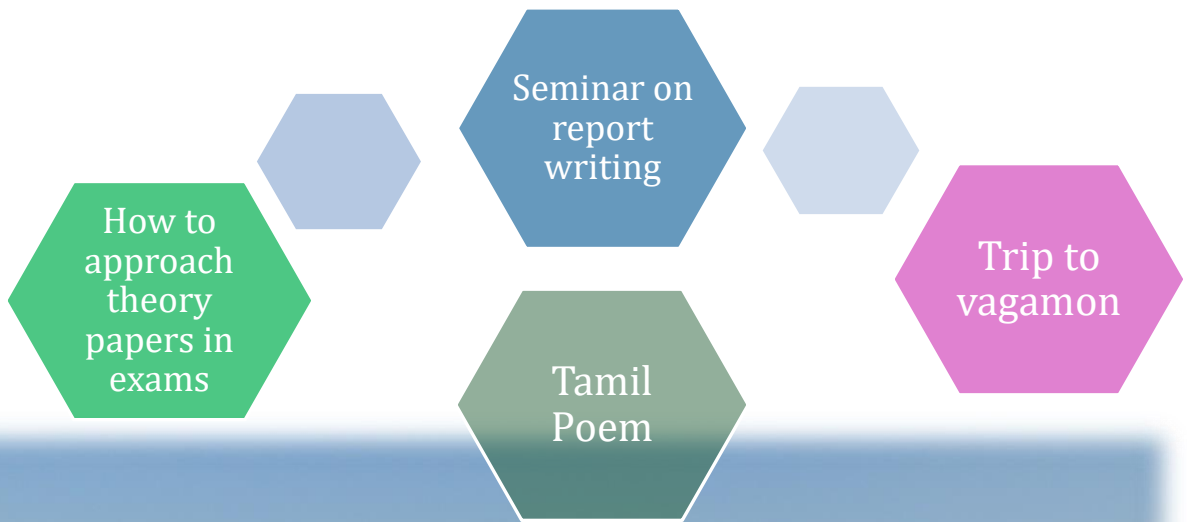 Seminar on
report
writing
How to
approach
theory
papers in
exams
Trip to
vagamon
Tamil
Poem